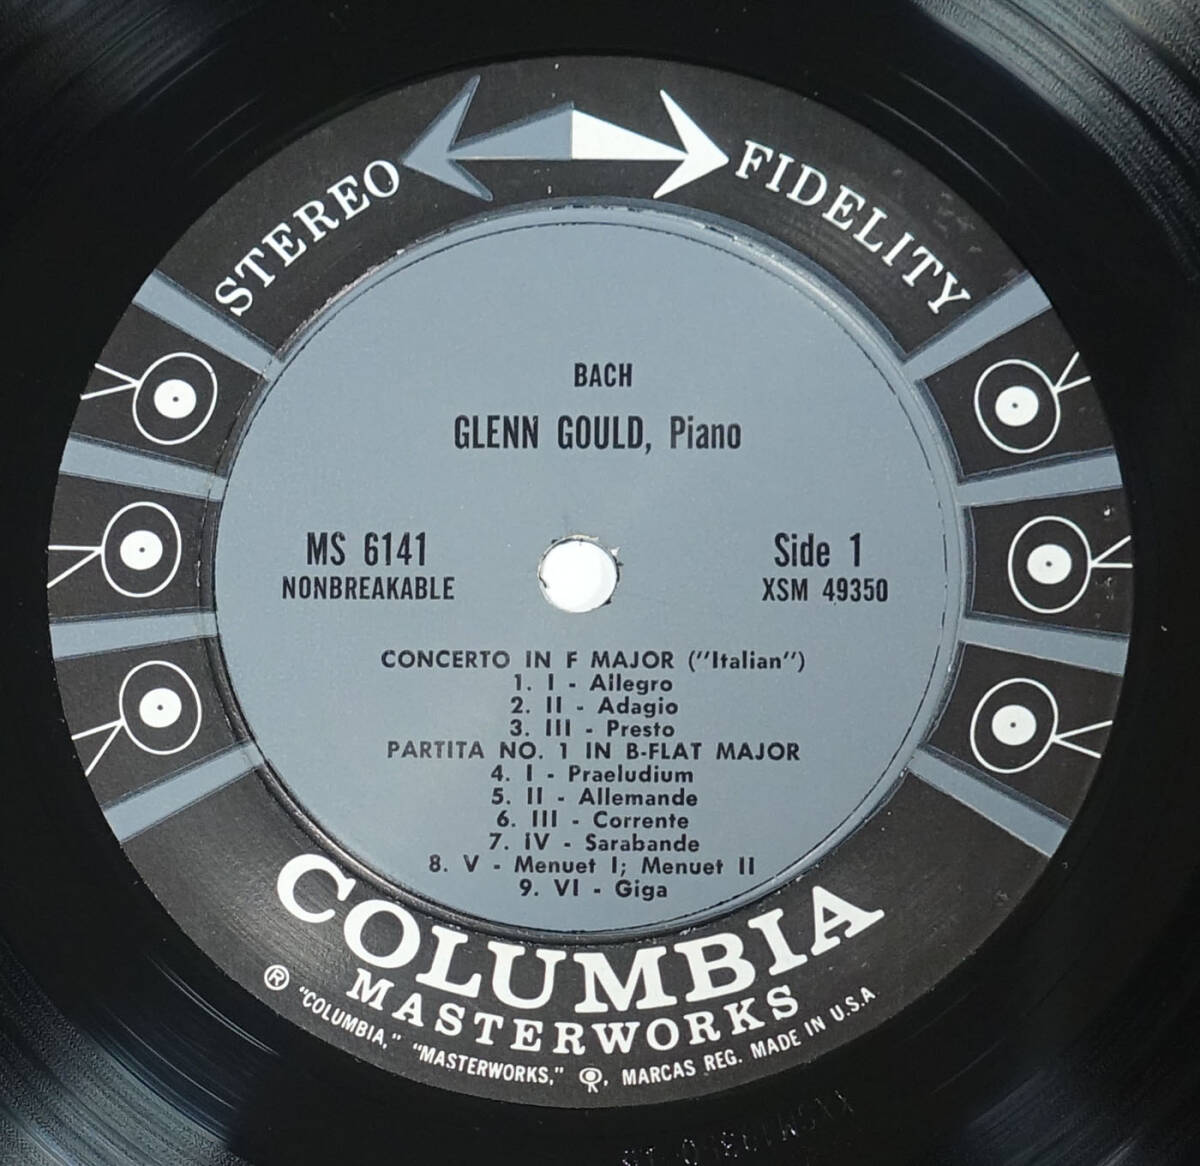 STEREO FIDELITY
BACH
GLENN GOULD, Piano
MS 6141
NONBREAKABLE
Side 1
XSM 49350
CONCERTO IN F MAJOR ("Italian")
1. I - Allegro
2. II - Adagio
3. III - Presto
PARTITA NO. 1 IN B-FLAT MAJOR
4. I - Praeludium
5. II - Allemande
6. III - Corrente
7. IV - Sarabande
8. V - Menuet I; Menuet II
9. VI - Giga
COLUMBIA
MASTERWORKS
® "COLUMBIA," "MASTERWORKS," . MARCAS REG. MADE IN U.S.A